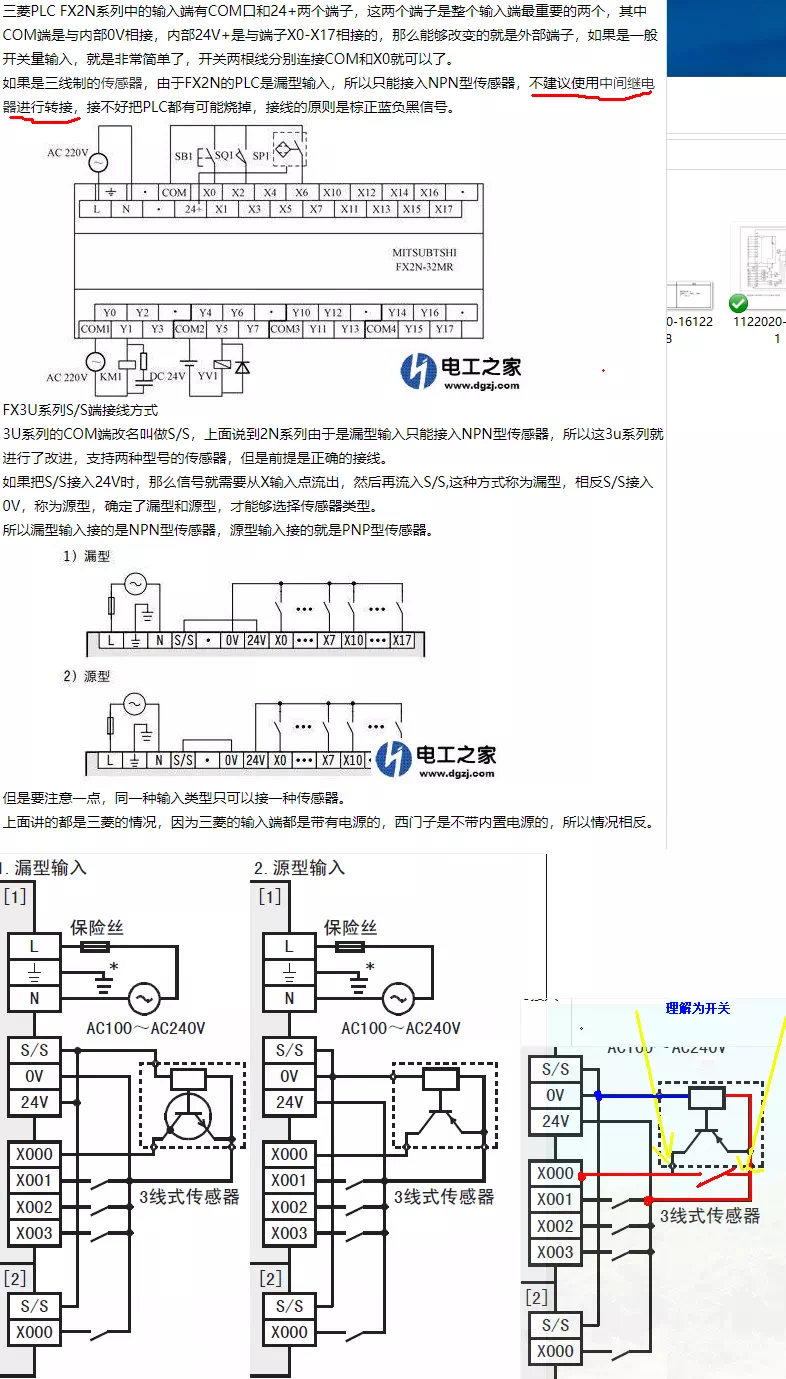 三菱PLC FX2N系列中的输入端有COM口和24+两个端子，这两个端子是整个输入端最重要的两个，其中
COM端是与内部0V相接，内部24V+是与端子X0-X17相接的，那么能够改变的就是外部端子，如果是一般
开关量输入，就是非常简单了，开关两根线分别连接COM和X0就可以了。
如果是三线制的传感器，由于FX2N的PLC是漏型输入，所以只能接入NPN型传感器，不建议使用中间继电
器进行转接，接不好把PLC都有可能烧掉，接线的原则是棕正蓝负黑信号。
AC 220V
SB1
SQ1
SP1
⏚ • COM X0 X2 X4 X6 X10 X12 X14 X16 •
L N • 24+ X1 X3 X5 X7 X11 X13 X15 X17
MITSUBTSHI
FX2N-32MR
Y0 Y2 • Y4 Y6 • Y10 Y12 • Y14 Y16 •
COM1 Y1 Y3 COM2 Y5 Y7 COM3 Y11 Y13 COM4 Y15 Y17
AC 220V
KM1
DC 24V
YV1
电工之家
www.dgzj.com
0-16122
8
1122020-
1
FX3U系列S/S端接线方式
3U系列的COM端改名叫做S/S，上面说到2N系列由于是漏型输入只能接入NPN型传感器，所以这3u系列就
进行了改进，支持两种型号的传感器，但是前提是正确的接线。
如果把S/S接入24V时，那么信号就需要从X输入点流出，然后再流入S/S,这种方式称为漏型，相反S/S接入
0V，称为源型，确定了漏型和源型，才能够选择传感器类型。
所以漏型输入接的是NPN型传感器，源型输入接的就是PNP型传感器。
1）漏型
L N S/S • 0V 24V X0 ••• X7 X10 ••• X17
2）源型
L N S/S • 0V 24V X0 ••• X7 X10
电工之家
www.dgzj.com
但是要注意一点，同一种输入类型只可以接一种传感器。
上面讲的都是三菱的情况，因为三菱的输入端都是带有电源的，西门子是不带内置电源的，所以情况相反。
1.漏型输入
[1]
保险丝
L
*
N
AC100～AC240V
S/S
0V
24V
X000
X001
X002
X003
3线式传感器
[2]
S/S
X000
2.源型输入
[1]
保险丝
L
*
N
AC100～AC240V
S/S
0V
24V
X000
X001
X002
X003
3线式传感器
[2]
S/S
X000
理解为开关
AC100～AC240V
S/S
0V
24V
X000
X001
X002
X003
3线式传感器
[2]
S/S
X000